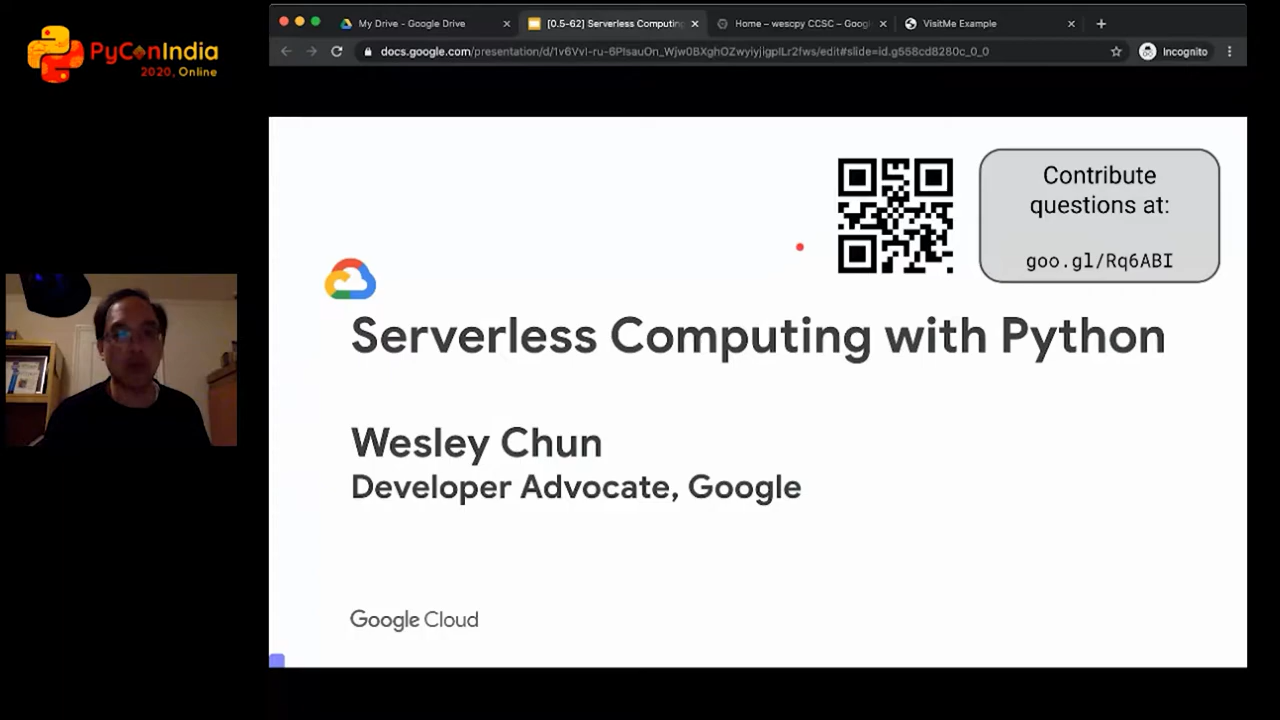 PyConIndia
2020, Online
My Drive - Google Drive
[0.5-62] Serverless Computing
Home – wescpy CCSC – Googl
VisitMe Example
Incognito
Contribute
questions at:
goo.gl/Rq6ABI
Serverless Computing with Python
Wesley Chun
Developer Advocate, Google
Google Cloud